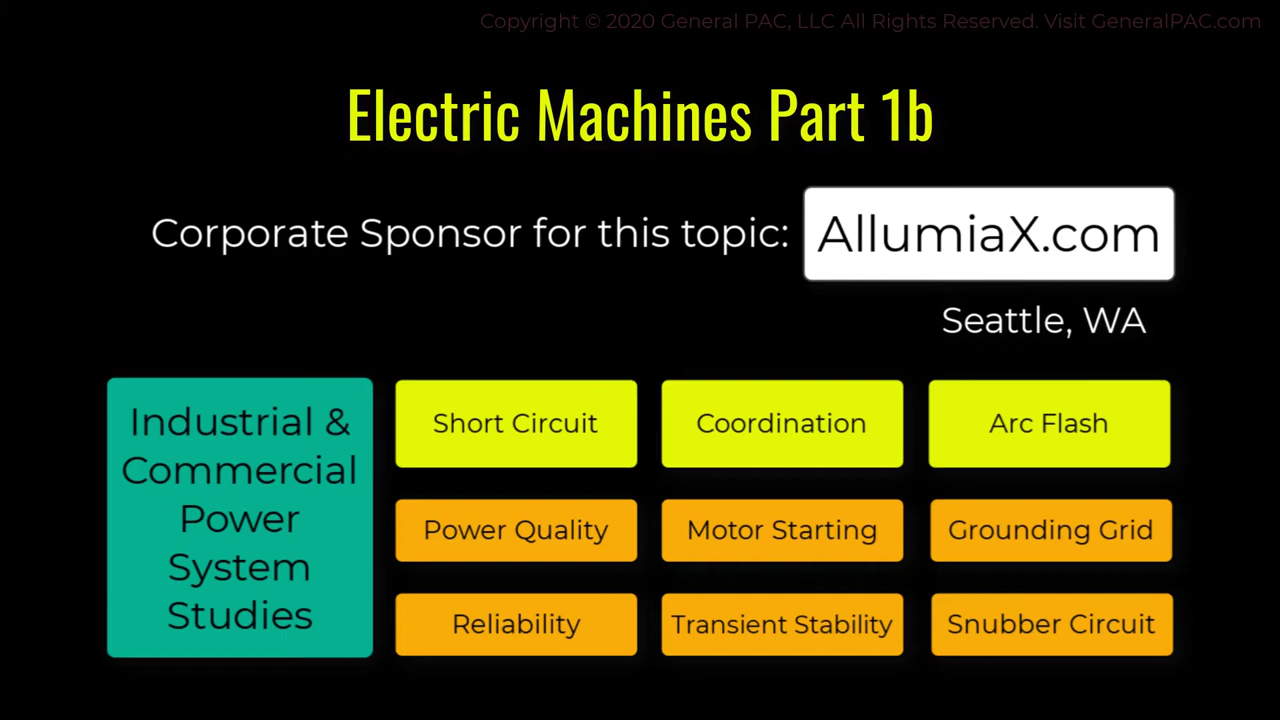 Copyright © 2020 General PAC, LLC All Rights Reserved. Visit GeneralPAC.com
Electric Machines Part 1b
Corporate Sponsor for this topic: AllumiaX.com
Seattle, WA
Industrial &
Commercial
Power
System
Studies
Short Circuit
Coordination
Arc Flash
Power Quality
Motor Starting
Grounding Grid
Reliability
Transient Stability
Snubber Circuit